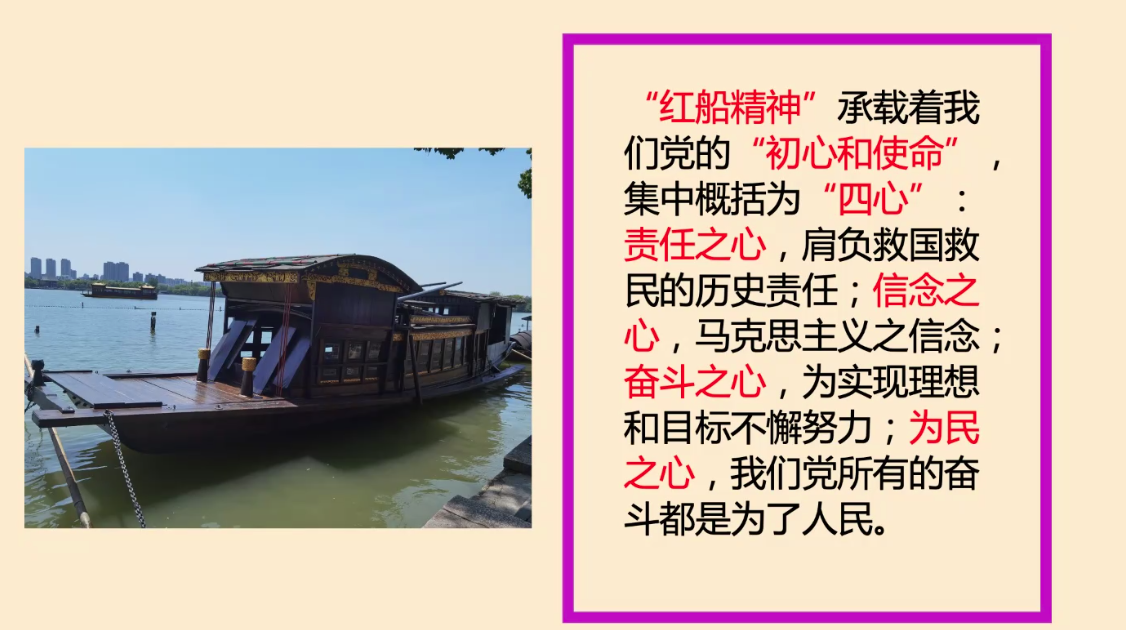 “红船精神”承载着我
们党的“初心和使命”，
集中概括为“四心”：
责任之心，肩负救国救
民的历史责任；信念之
心，马克思主义之信念；
奋斗之心，为实现理想
和目标不懈努力；为民
之心，我们党所有的奋
斗都是为了人民。